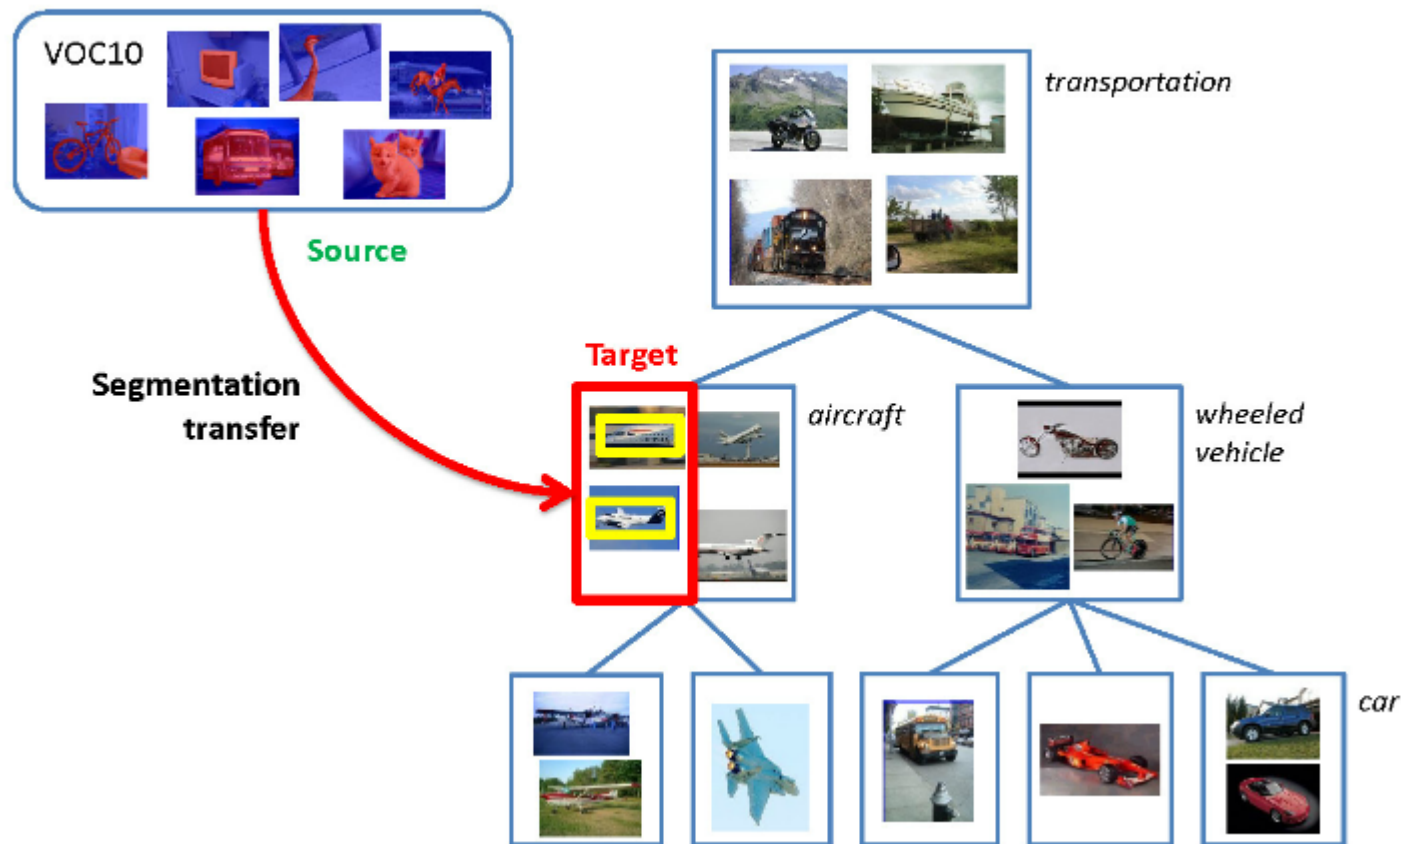 VOC10
transportation
Source
Target
Segmentation
transfer
aircraft
wheeled
vehicle
car